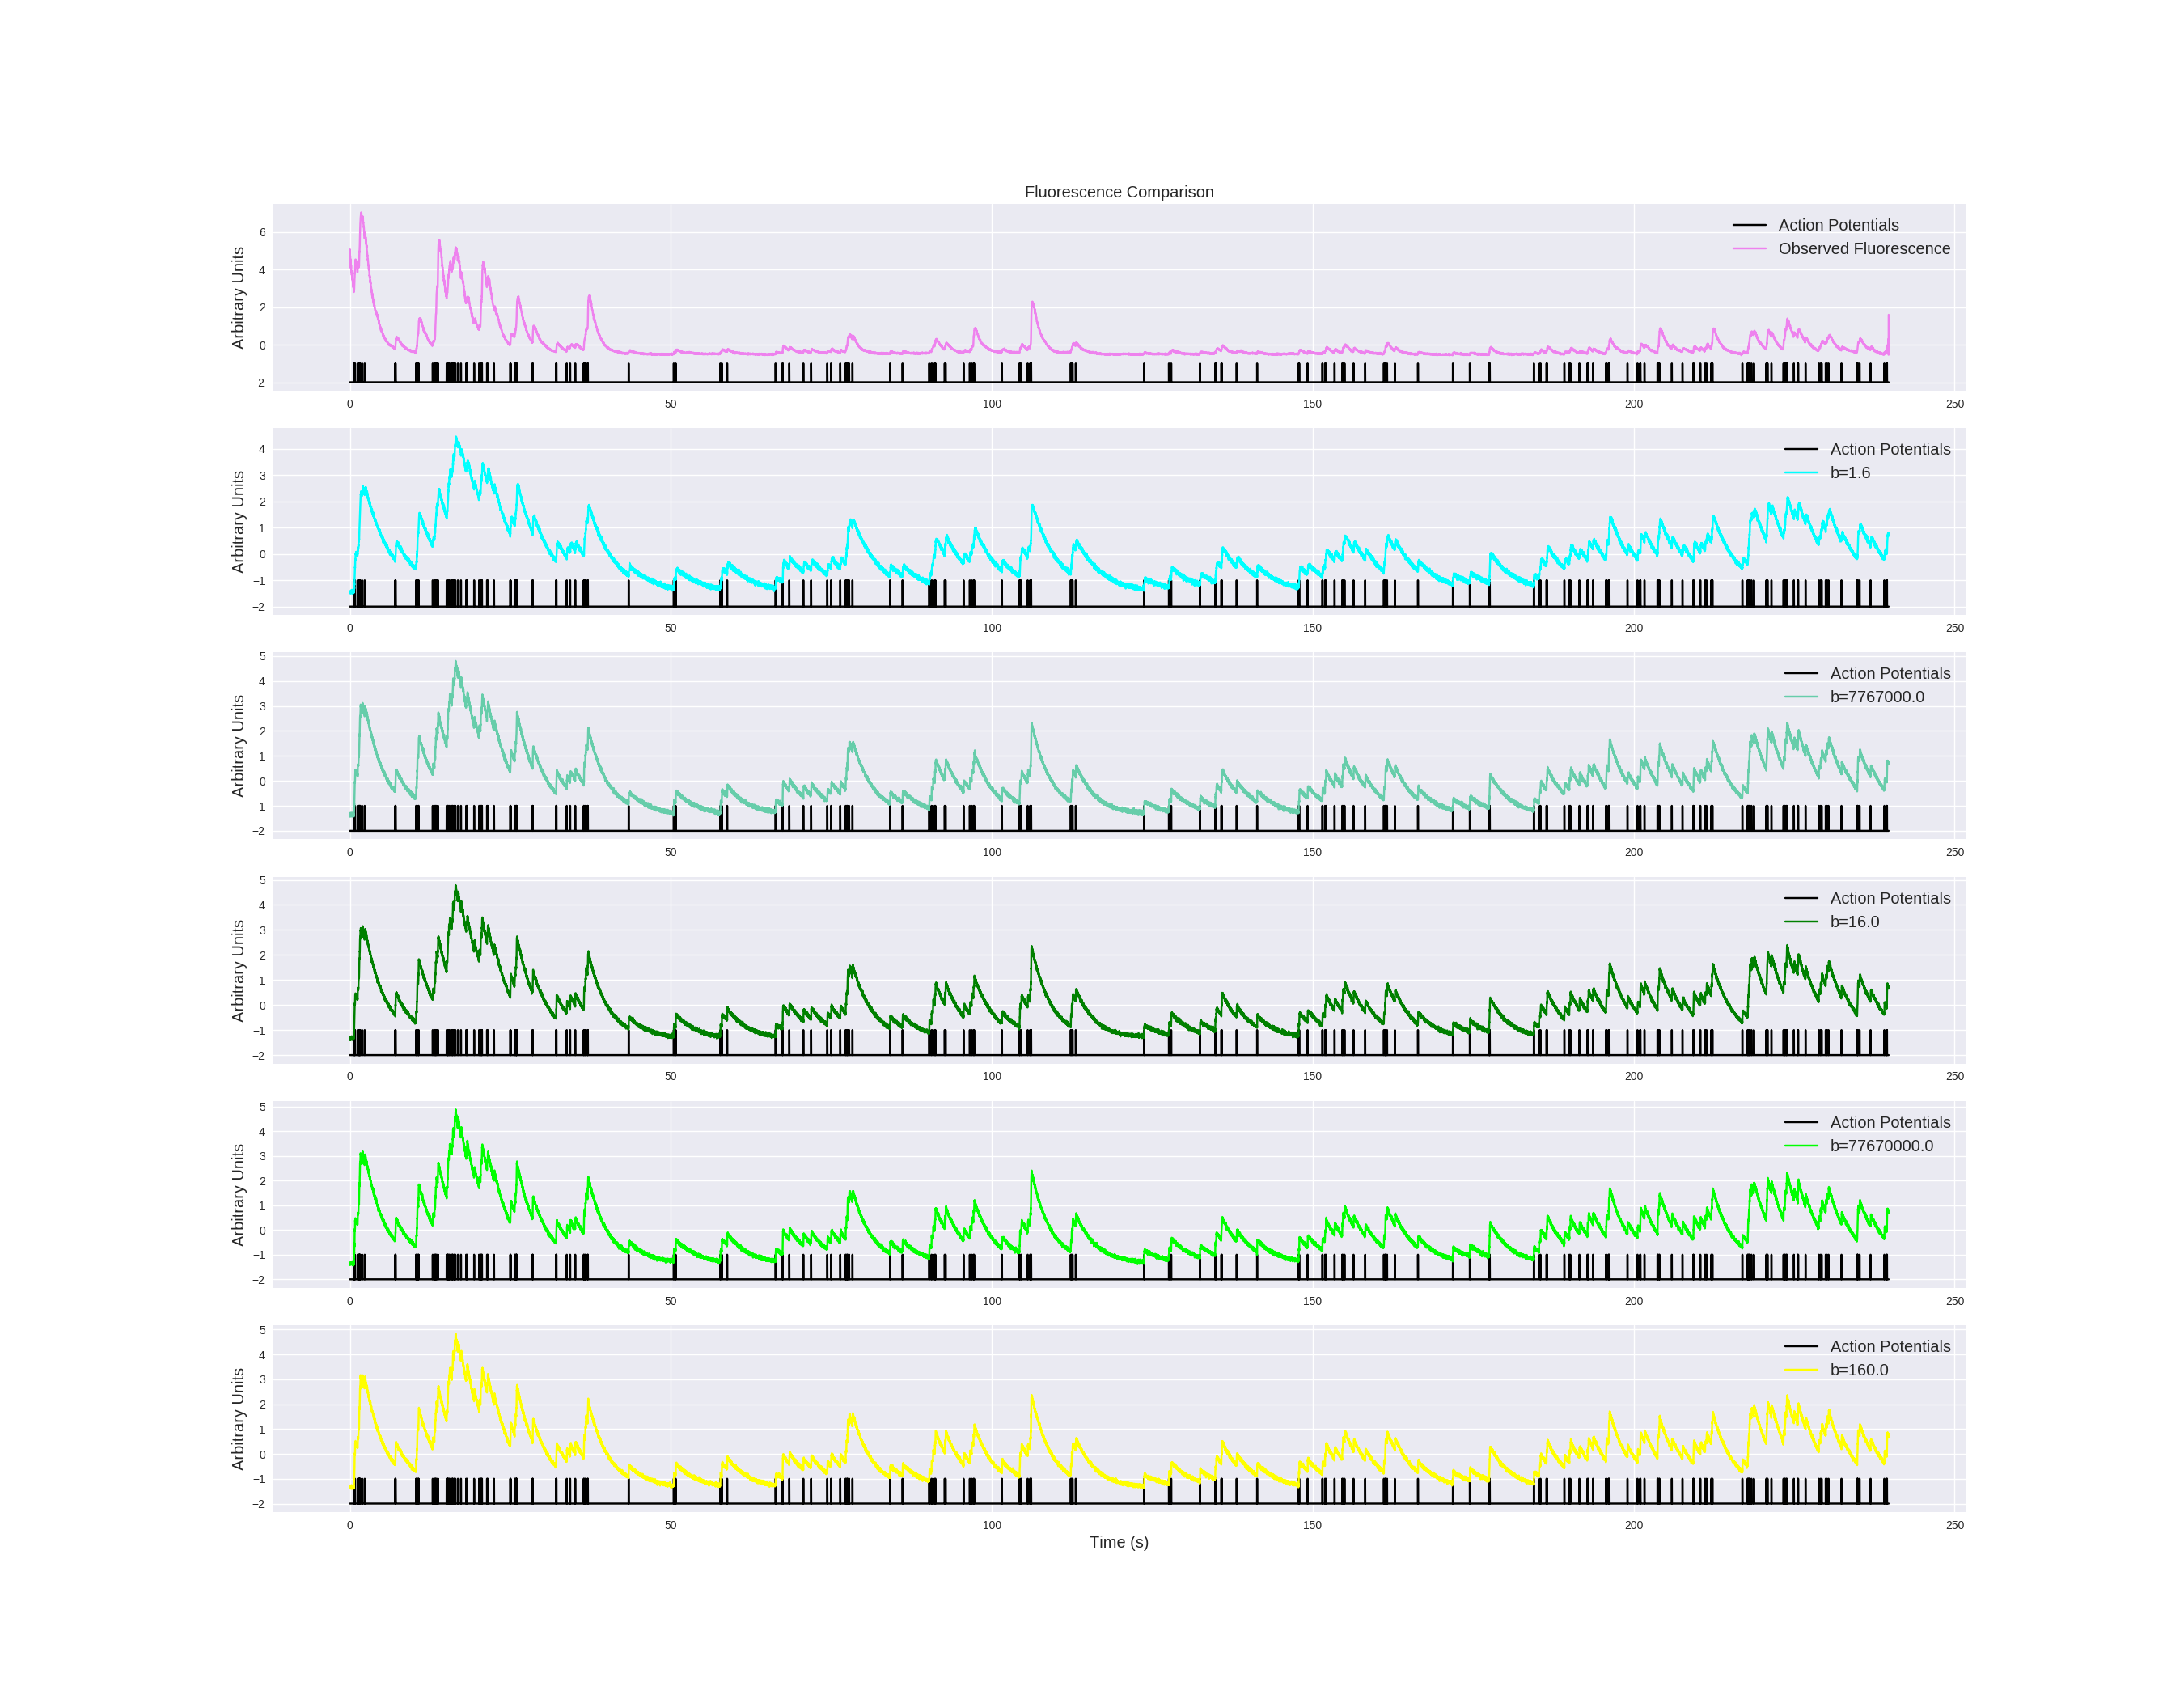 Fluorescence Comparison
Arbitrary Units
6
4
2
0
−2
Action Potentials
Observed Fluorescence
0 50 100 150 200 250
Arbitrary Units
4
3
2
1
0
−1
−2
Action Potentials
b=1.6
0 50 100 150 200 250
Arbitrary Units
5
4
3
2
1
0
−1
−2
Action Potentials
b=7767000.0
0 50 100 150 200 250
Arbitrary Units
5
4
3
2
1
0
−1
−2
Action Potentials
b=16.0
0 50 100 150 200 250
Arbitrary Units
5
4
3
2
1
0
−1
−2
Action Potentials
b=77670000.0
0 50 100 150 200 250
Arbitrary Units
5
4
3
2
1
0
−1
−2
Action Potentials
b=160.0
0 50 100 150 200 250
Time (s)